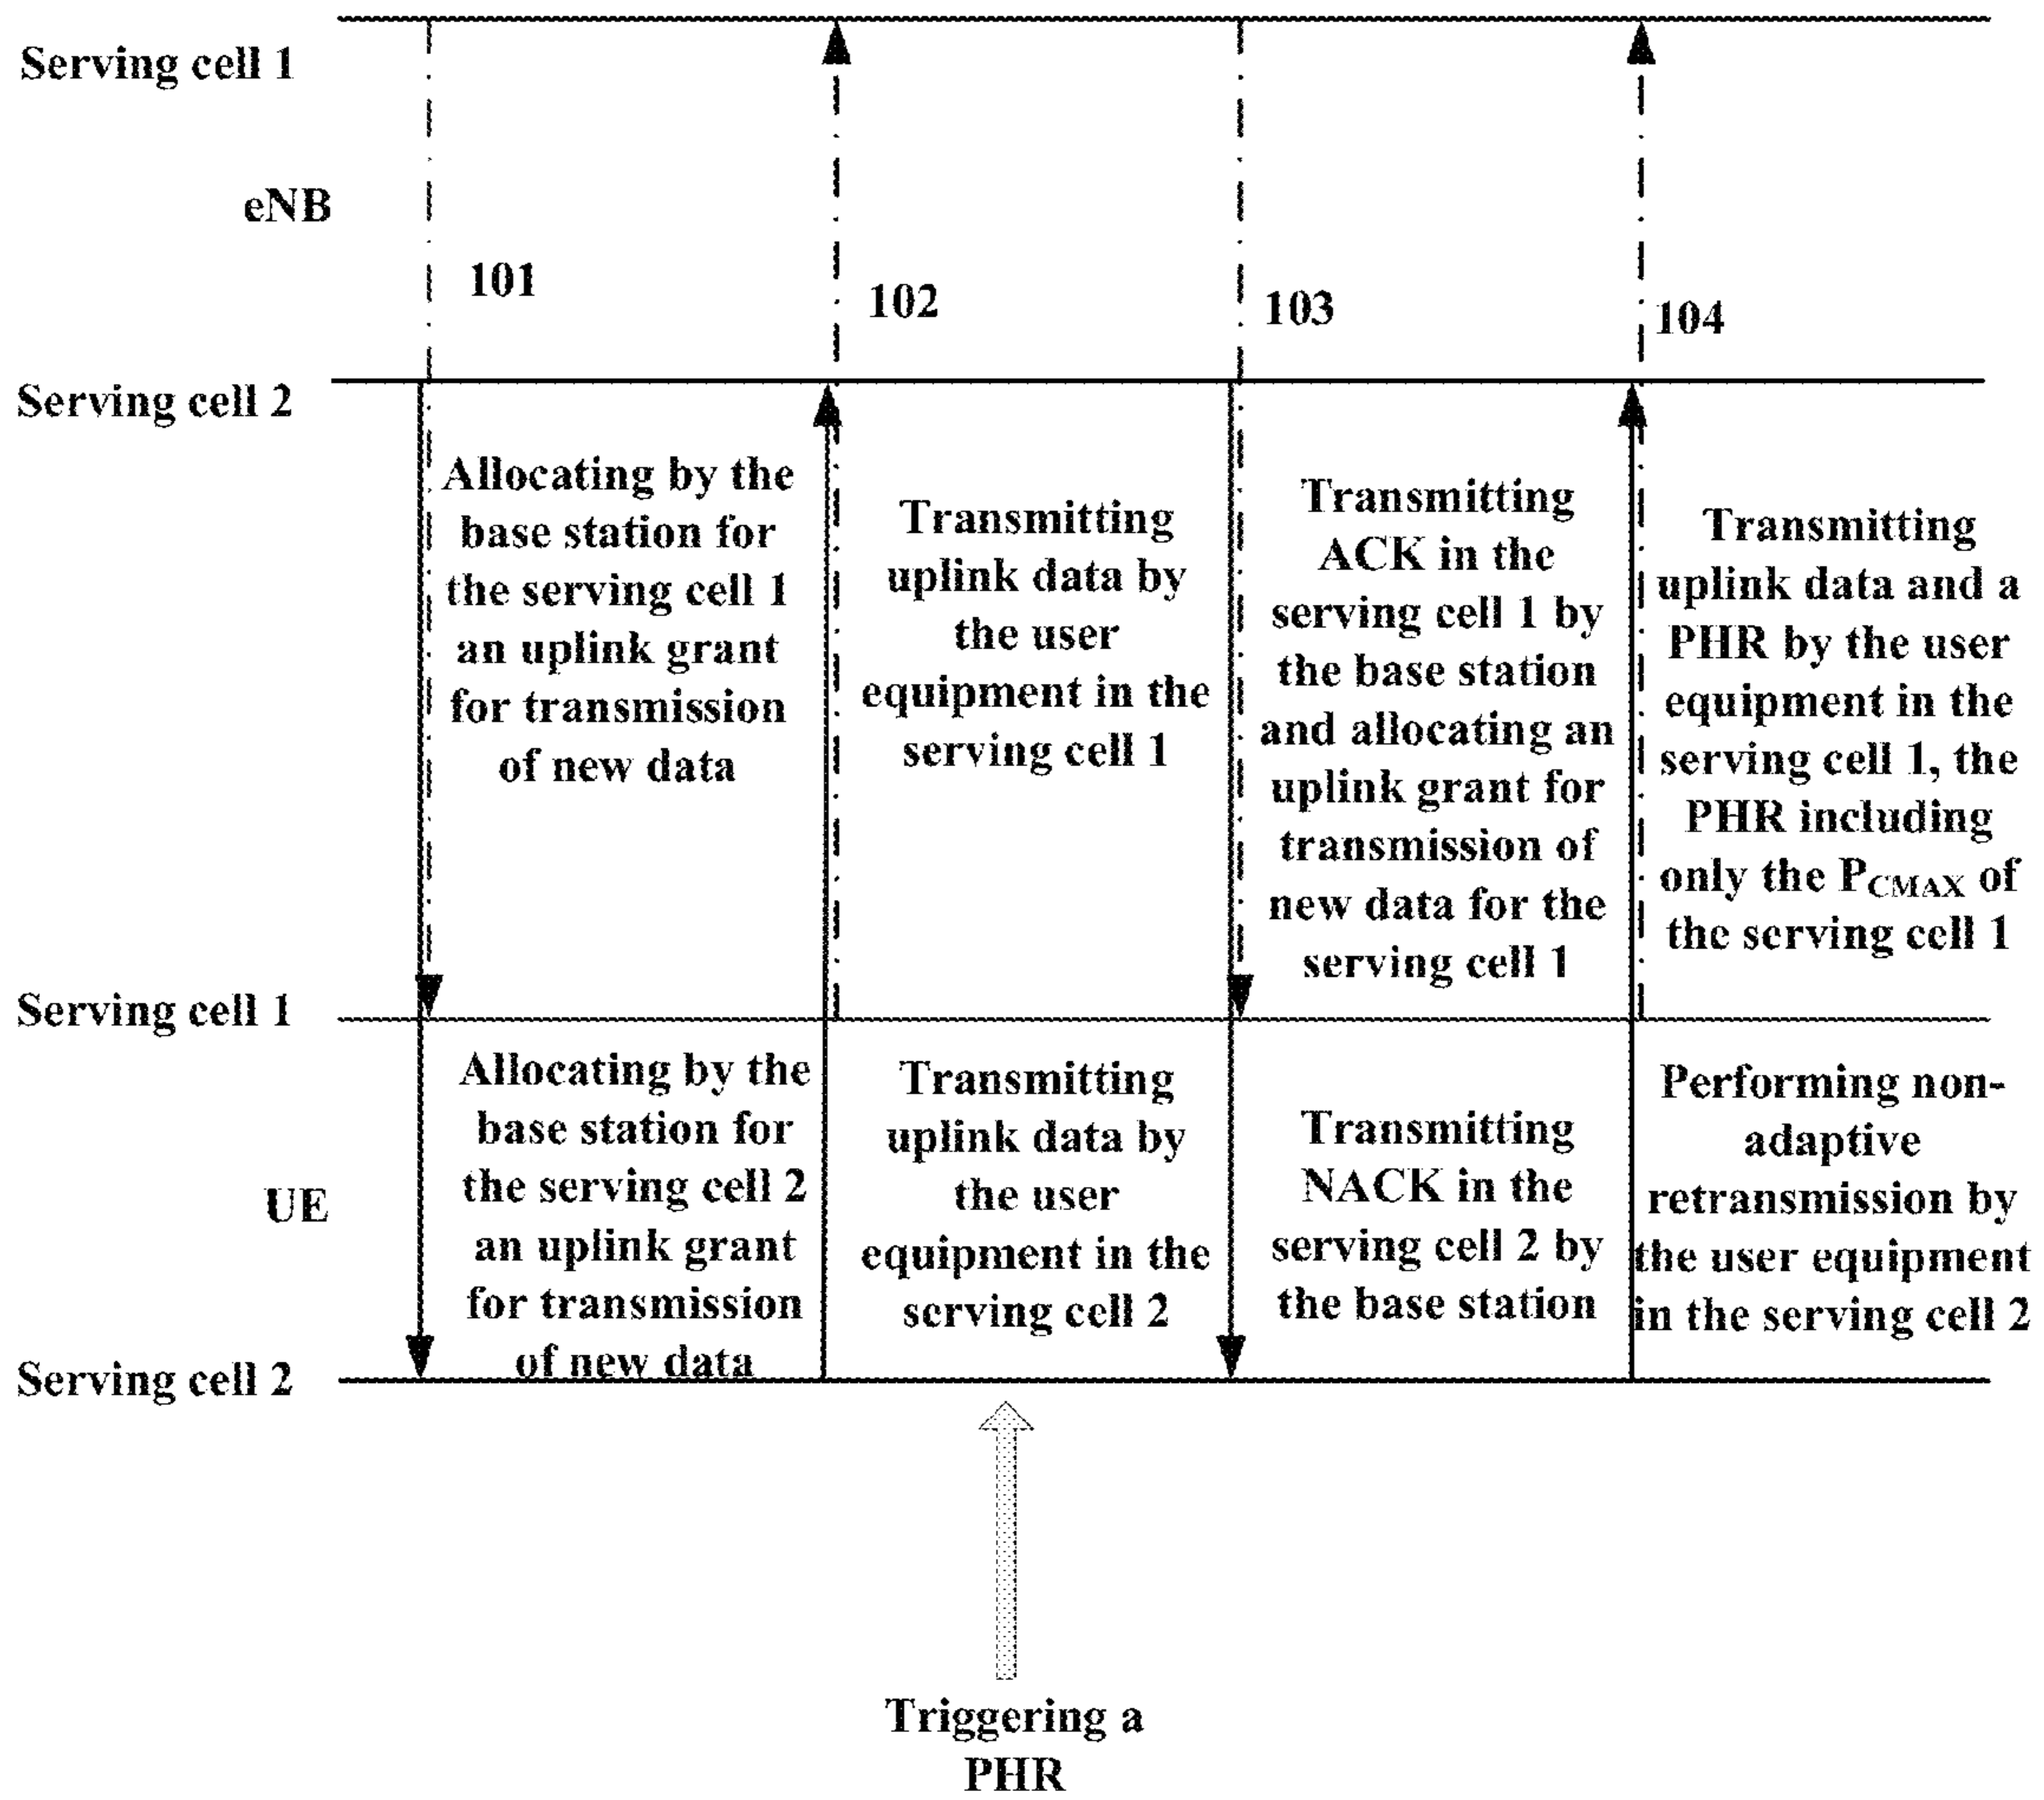 Serving cell 1
eNB
101
102
103
104
Serving cell 2
Allocating by the
base station for
the serving cell 1
an uplink grant
for transmission
of new data
Transmitting
uplink data by
the user
equipment in the
serving cell 1
Transmitting
ACK in the
serving cell 1 by
the base station
and allocating an
uplink grant for
transmission of
new data for the
serving cell 1
Transmitting
uplink data and a
PHR by the user
equipment in the
serving cell 1, the
PHR including
only the PCMAX of
the serving cell 1
Serving cell 1
UE
Allocating by the
base station for
the serving cell 2
an uplink grant
for transmission
of new data
Transmitting
uplink data by
the user
equipment in the
serving cell 2
Transmitting
NACK in the
serving cell 2 by
the base station
Performing non-
adaptive
retransmission by
the user equipment
in the serving cell 2
Serving cell 2
Triggering a
PHR